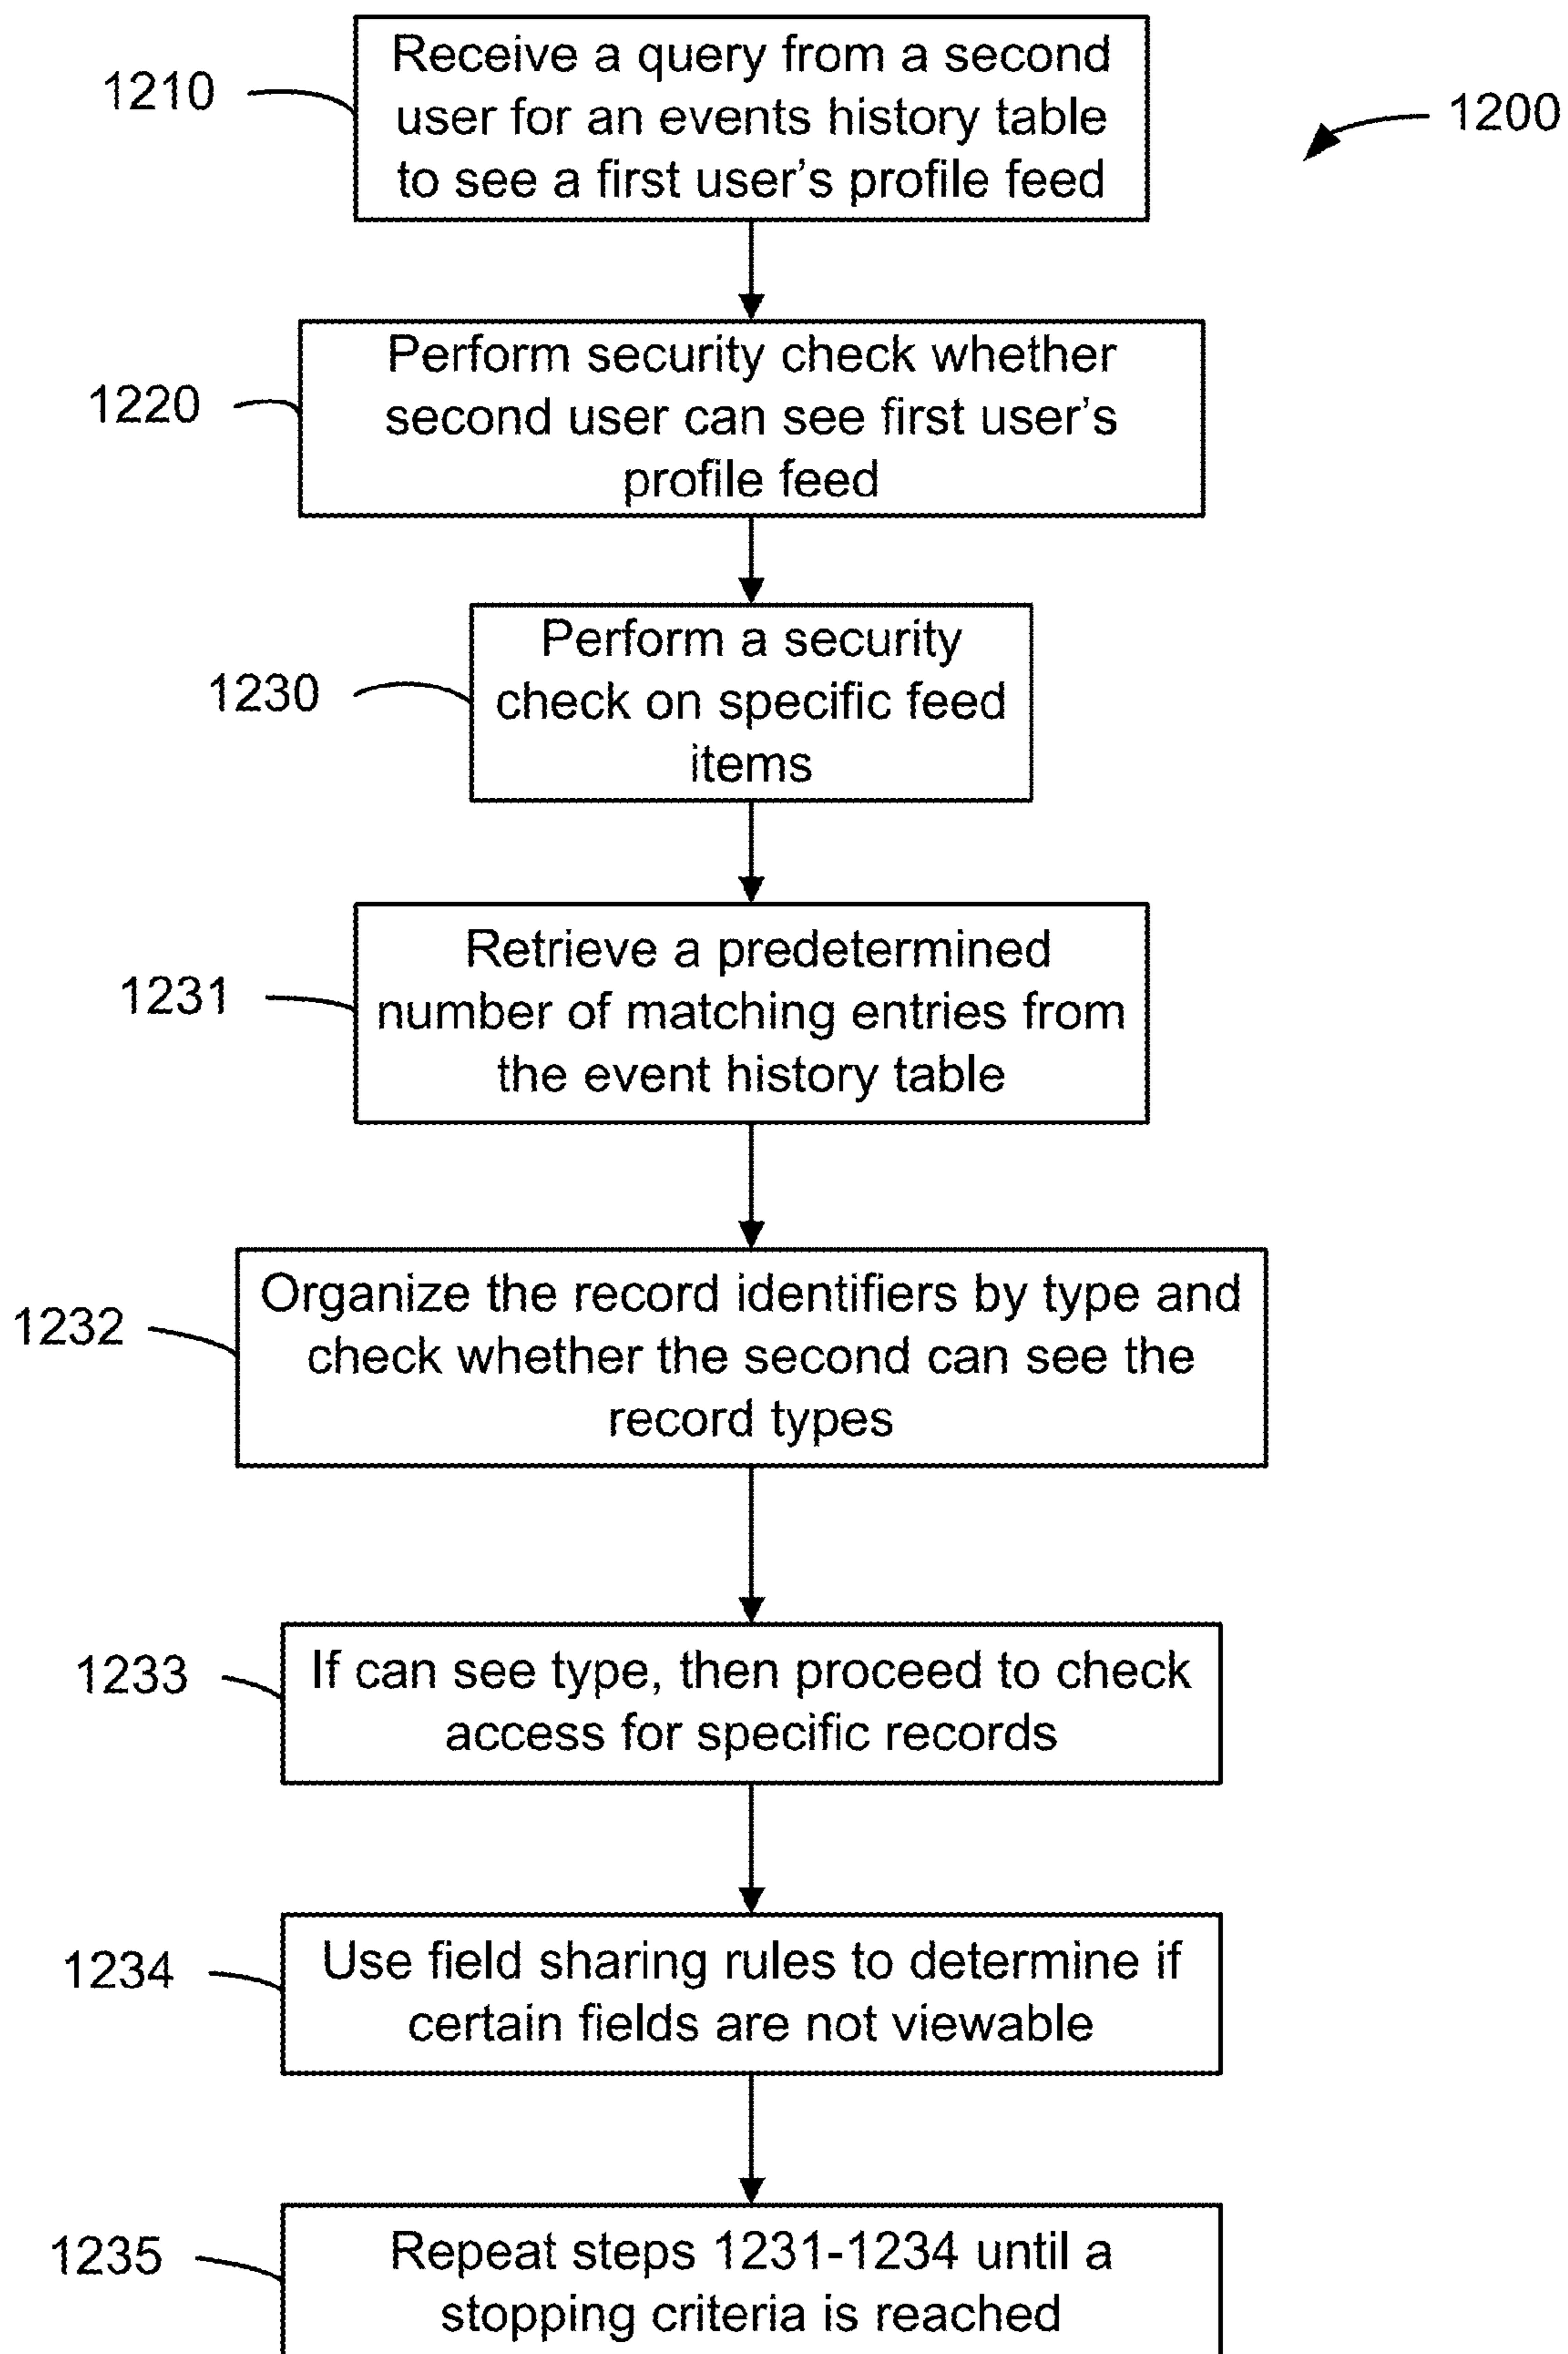 Receive a query from a second
user for an events history table
to see a first user's profile feed
1210
1200
Perform security check whether
second user can see first user's
profile feed
1220
Perform a security
check on specific feed
items
1230
Retrieve a predetermined
number of matching entries from
the event history table
1231
Organize the record identifiers by type and
check whether the second can see the
record types
1232
If can see type, then proceed to check
access for specific records
1233
Use field sharing rules to determine if
certain fields are not viewable
1234
Repeat steps 1231-1234 until a
stopping criteria is reached
1235